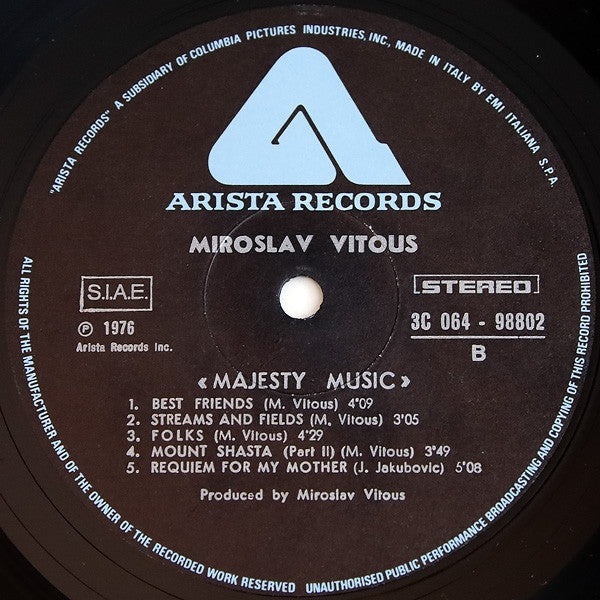 "ARISTA RECORDS" A SUBSIDIARY OF COLUMBIA PICTURES INDUSTRIES, INC., MADE IN ITALY BY EMI ITALIANA S.P.A.
ARISTA RECORDS
MIROSLAV VITOUS
S.I.A.E.
STEREO
℗ 1976
3C 064 - 98802
Arista Records Inc.
B
«MAJESTY MUSIC»
1. BEST FRIENDS (M. Vitous) 4'09
2. STREAMS AND FIELDS (M. Vitous) 3'05
3. FOLKS (M. Vitous) 4'29
4. MOUNT SHASTA (Part II) (M. Vitous) 3'49
5. REQUIEM FOR MY MOTHER (J. Jakubovic) 5'08
Produced by Miroslav Vitous
ALL RIGHTS OF THE MANUFACTURER AND OF THE OWNER OF THE RECORDED WORK RESERVED UNAUTHORISED PUBLIC PERFORMANCE BROADCASTING AND COPYING OF THIS RECORD PROHIBITED